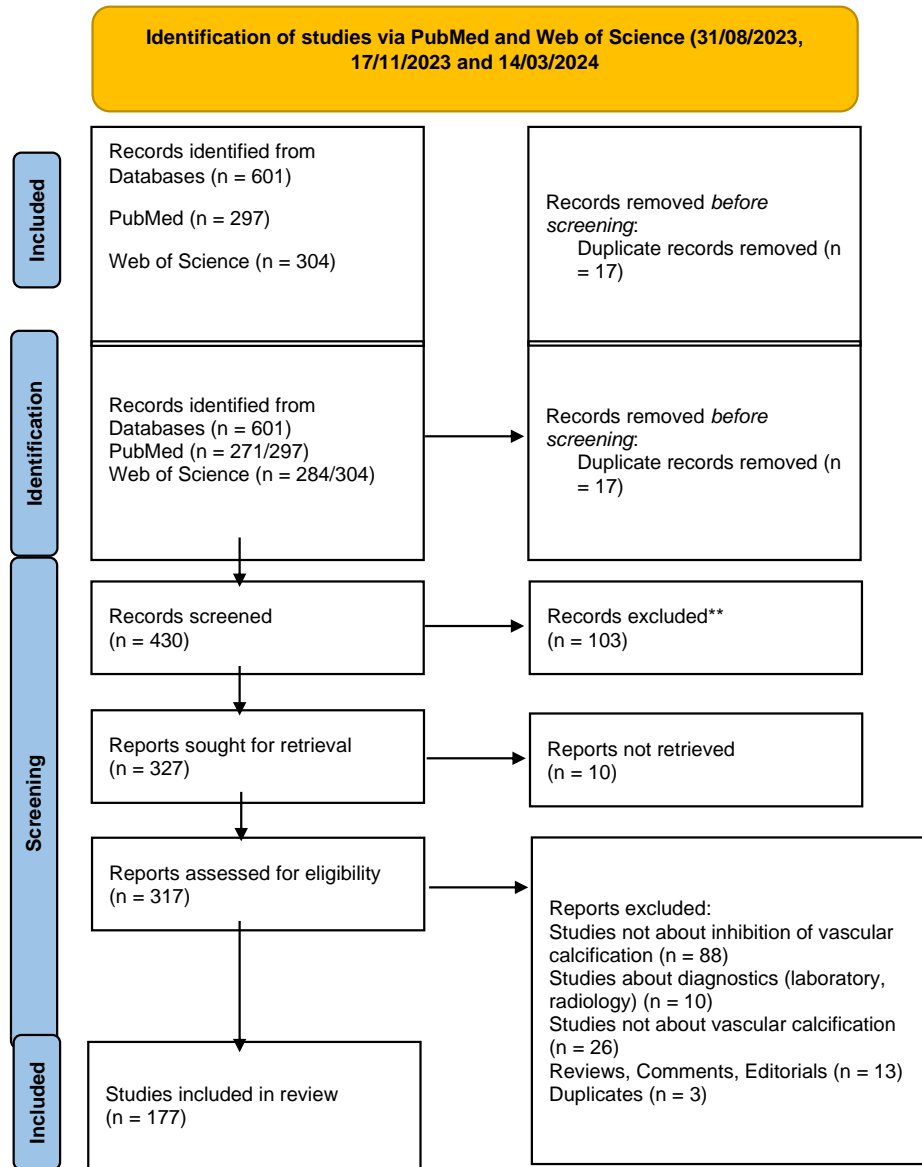 Identification of studies via PubMed and Web of Science (31/08/2023,
17/11/2023 and 14/03/2024
Included
Records identified from
Databases (n = 601)
PubMed (n = 297)
Web of Science (n = 304)
Records removed before
screening:
Duplicate records removed (n
= 17)
Identification
Records identified from
Databases (n = 601)
PubMed (n = 271/297)
Web of Science (n = 284/304)
Records removed before
screening:
Duplicate records removed (n
= 17)
Screening
Records screened
(n = 430)
Records excluded**
(n = 103)
Reports sought for retrieval
(n = 327)
Reports not retrieved
(n = 10)
Reports assessed for eligibility
(n = 317)
Reports excluded:
Studies not about inhibition of vascular
calcification (n = 88)
Studies about diagnostics (laboratory,
radiology) (n = 10)
Studies not about vascular calcification
(n = 26)
Reviews, Comments, Editorials (n = 13)
Duplicates (n = 3)
Included
Studies included in review
(n = 177)